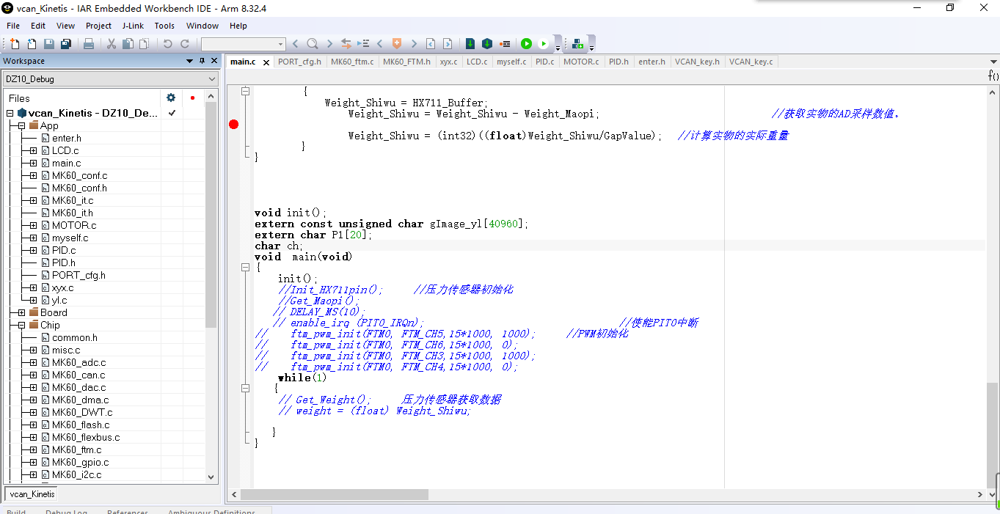 vcan_Kinetis - IAR Embedded Workbench IDE - Arm 8.32.4
File Edit View Project J-Link Tools Window Help
Workspace
main.c PORT_cfg.h MK60_ftm.c MK60_FTM.h xyx.c LCD.c myself.c PID.c MOTOR.c PID.h enter.h VCAN_key.h VCAN_key.c
DZ10_Debug
f()
Files
vcan_Kinetis - DZ10_De...
App
enter.h
LCD.c
main.c
MK60_conf.c
MK60_conf.h
MK60_it.c
MK60_it.h
MOTOR.c
myself.c
PID.c
PID.h
PORT_cfg.h
xyx.c
yl.c
Board
Chip
common.h
misc.c
MK60_adc.c
MK60_can.c
MK60_dac.c
MK60_dma.c
MK60_DWT.c
MK60_flash.c
MK60_flexbus.c
MK60_ftm.c
MK60_gpio.c
MK60_i2c.c
vcan_Kinetis
{
Weight_Shiwu = HX711_Buffer;
Weight_Shiwu = Weight_Shiwu - Weight_Maopi; //获取实物的AD采样数值。
Weight_Shiwu = (int32)((float)Weight_Shiwu/GapValue); //计算实物的实际重量
}
}
void init();
extern const unsigned char gImage_yl[40960];
extern char P1[20];
char ch;
void main(void)
{
init();
//Init_HX711pin(); //压力传感器初始化
//Get_Maopi();
// DELAY_MS(10);
// enable_irq (PIT0_IRQn); //使能PIT0中断
// ftm_pwm_init(FTM0, FTM_CH5,15*1000, 1000); //PWM初始化
// ftm_pwm_init(FTM0, FTM_CH6,15*1000, 0);
// ftm_pwm_init(FTM0, FTM_CH3,15*1000, 1000);
// ftm_pwm_init(FTM0, FTM_CH4,15*1000, 0);
while(1)
{
// Get_Weight(); 压力传感器获取数据
// weight = (float) Weight_Shiwu;
}
}
Build Debug Log References Ambiguous Definitions